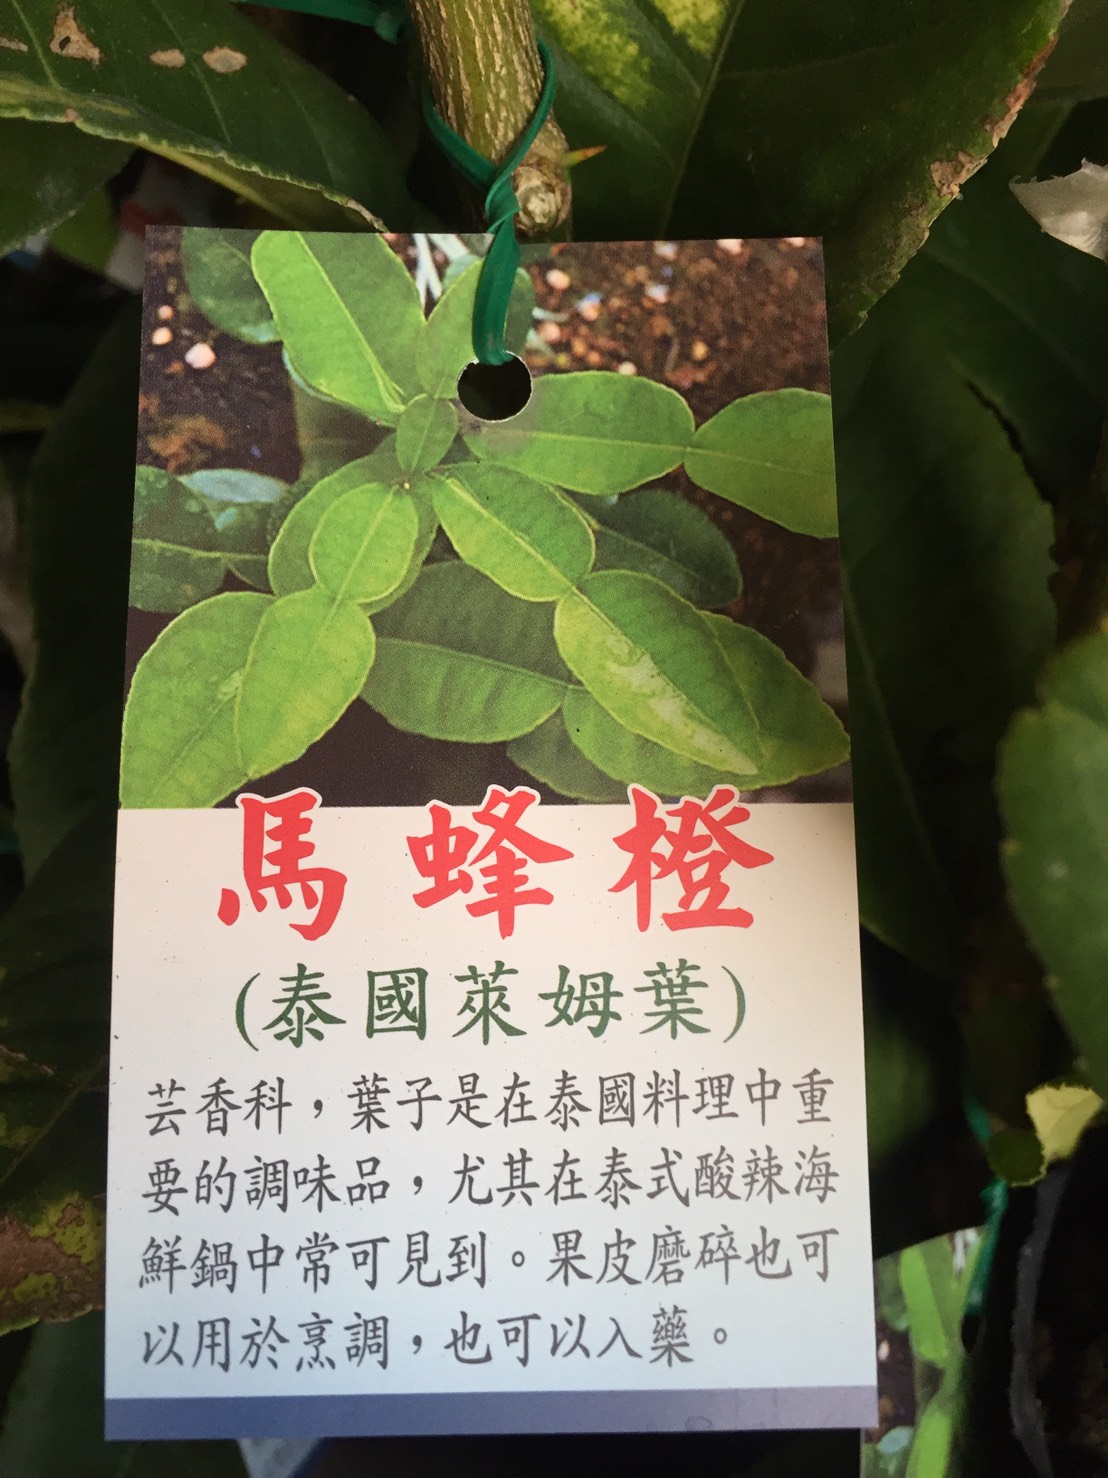 馬蜂橙
(泰國萊姆葉)
芸香科，葉子是在泰國料理中重
要的調味品，尤其在泰式酸辣海
鮮鍋中常可見到。果皮磨碎也可
以用於烹調，也可以入藥。